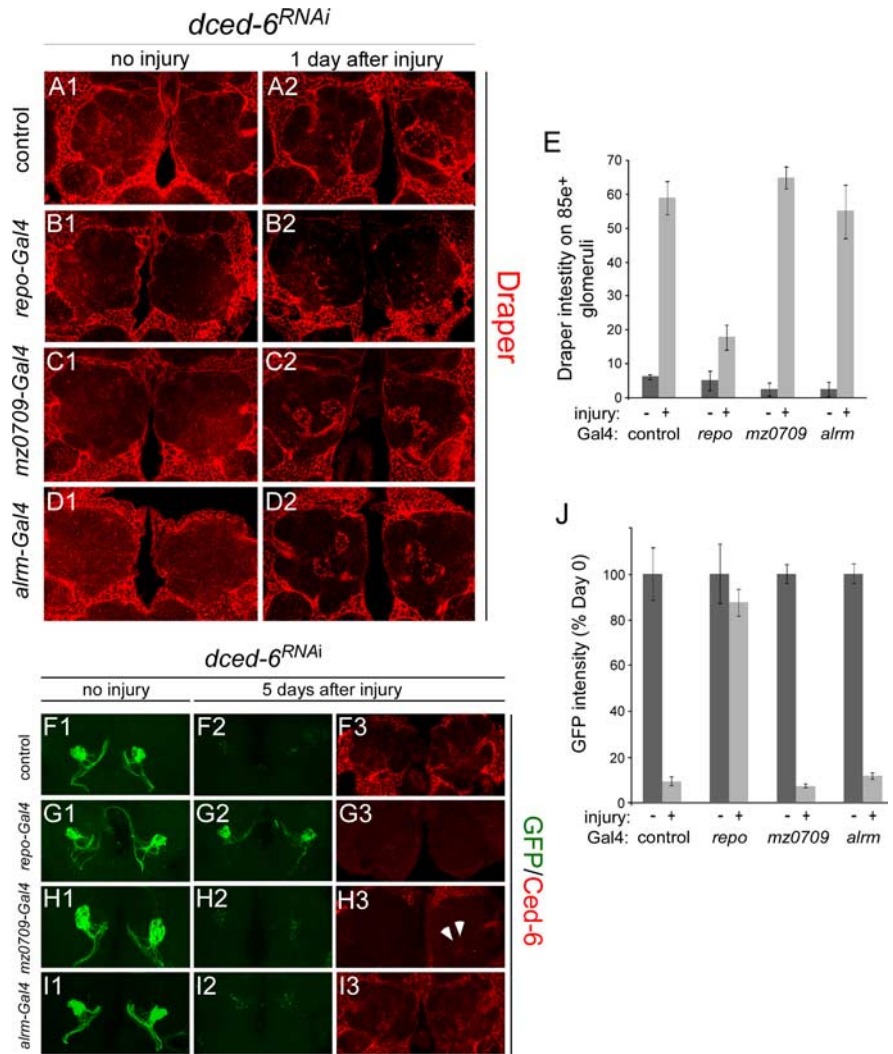 dced-6RNAi
no injury 1 day after injury
control
A1 A2
repo-Gal4
B1 B2
mz0709-Gal4
C1 C2
alrm-Gal4
D1 D2
Draper
E
Draper intestity on 85e+
glomeruli
70
60
50
40
30
20
10
0
injury: - + - + - + - +
Gal4: control repo mz0709 alrm
dced-6RNAi
no injury 5 days after injury
control
F1 F2 F3
repo-Gal4
G1 G2 G3
mz0709-Gal4
H1 H2 H3
alrm-Gal4
I1 I2 I3
GFP/Ced-6
J
GFP intensity (% Day 0)
120
100
80
60
40
20
0
injury: - + - + - + - +
Gal4: control repo mz0709 alrm